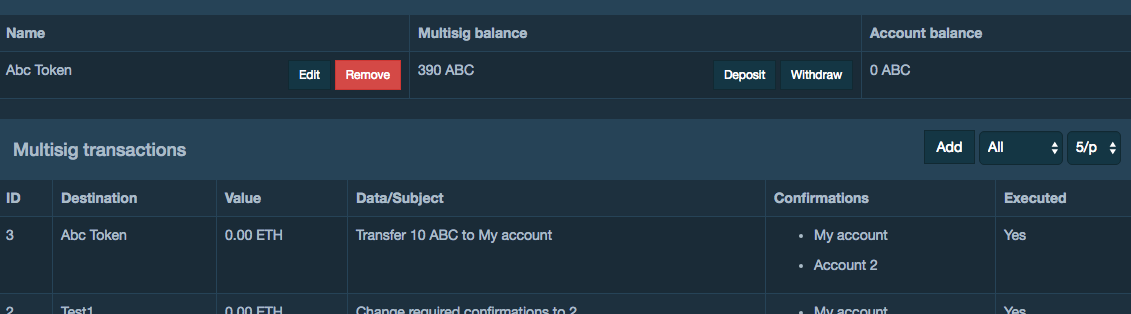 Name Multisig balance Account balance
Abc Token Edit Remove 390 ABC Deposit Withdraw 0 ABC
Multisig transactions Add All 5/p
ID Destination Value Data/Subject Confirmations Executed
3 Abc Token 0.00 ETH Transfer 10 ABC to My account • My account Yes
• Account 2
2 Test1 0.00 ETH Change required confirmations to 2 • My account Yes